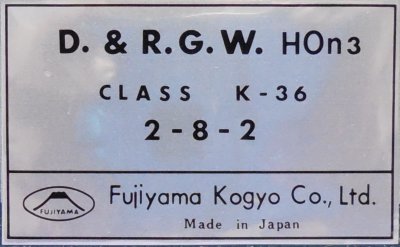 D. & R.G.W. HOn3
CLASS K-36
2-8-2
FUJIYAMA
Fujiyama Kogyo Co., Ltd.
Made in Japan